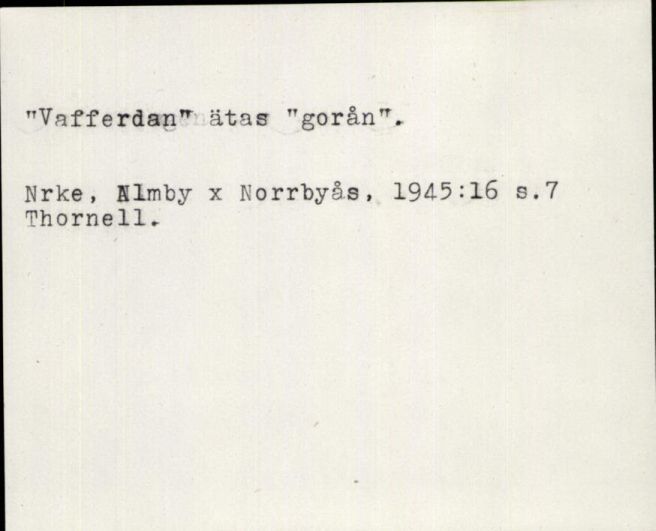 "Vafferdan" ätas "gorån".
Nrke, Almby x Norrbyås, 1945:16 s.7
Thornell.